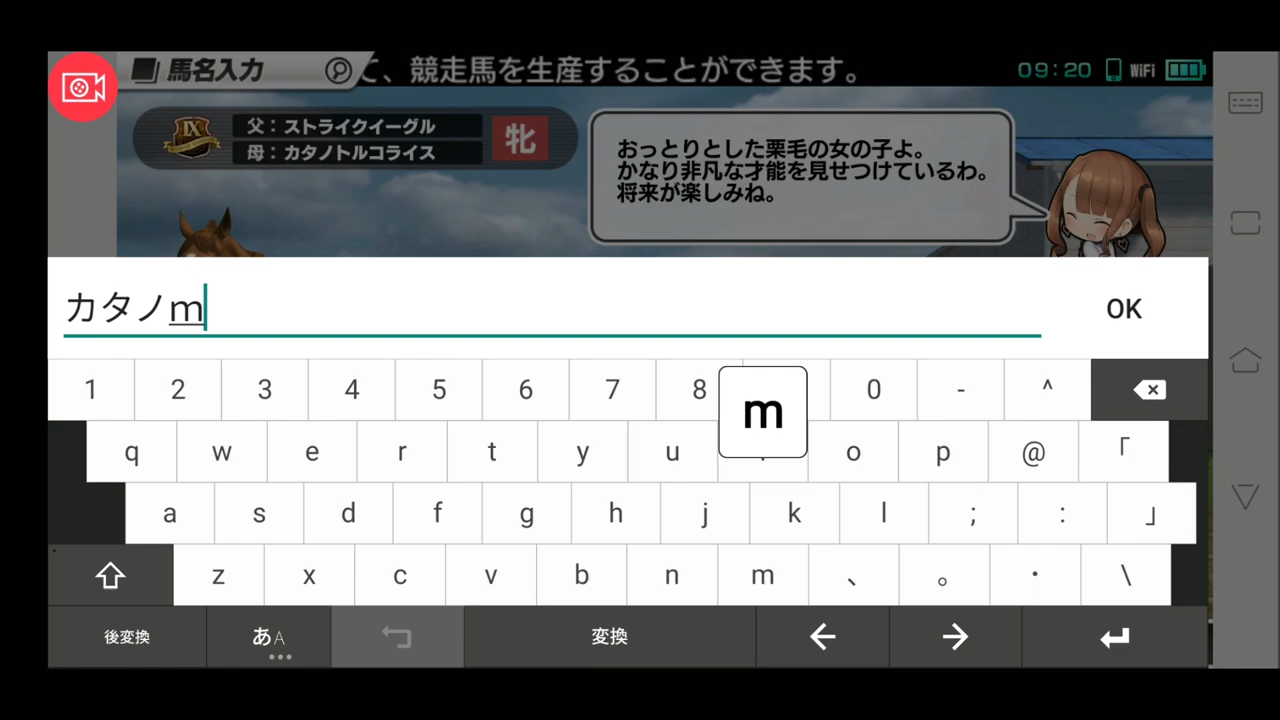 馬名入力
て、競走馬を生産することができます。
09:20 WiFi
IX
父：ストライクイーグル
母：カタノトルコライス
牝
おっとりとした栗毛の女の子よ。
かなり非凡な才能を見せつけているわ。
将来が楽しみね。
カタノm
OK
1 2 3 4 5 6 7 8 0 - ^
m
q w e r t y u o p @ 「
a s d f g h j k l ; : 」
z x c v b n m 、 。 ・ \
後変換 あA 変換